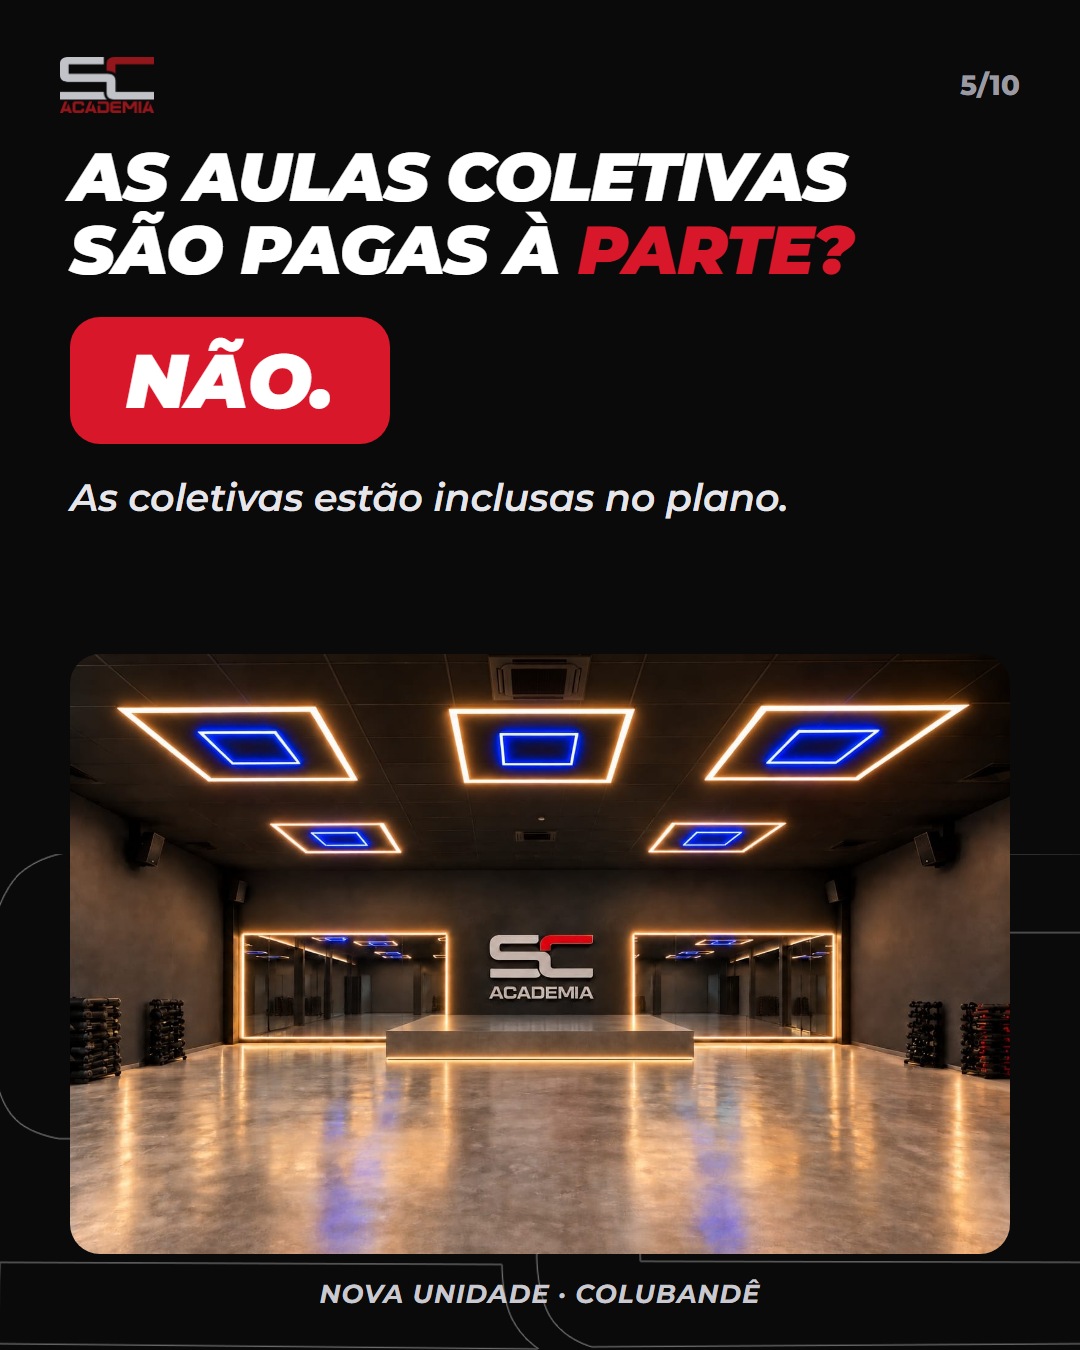 SC
ACADEMIA
5/10
AS AULAS COLETIVAS
SÃO PAGAS À PARTE?
NÃO.
As coletivas estão inclusas no plano.
SC
ACADEMIA
NOVA UNIDADE · COLUBANDÊ